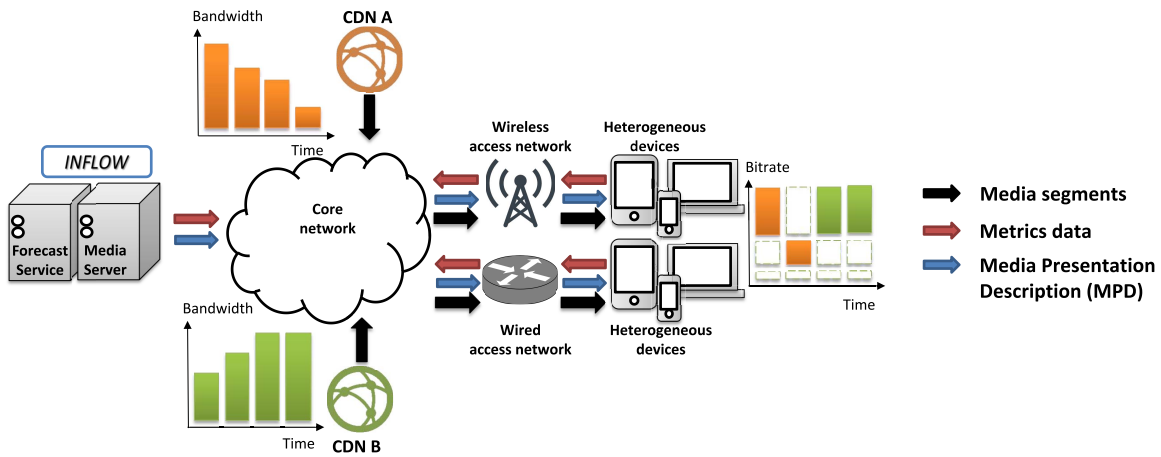 Bandwidth
CDN A
Time
INFLOW
Forecast
Service
Media
Server
Core
network
Wireless
access network
Heterogeneous
devices
Bitrate
Time
Wired
access network
Heterogeneous
devices
Bandwidth
Time
CDN B
Media segments
Metrics data
Media Presentation
Description (MPD)